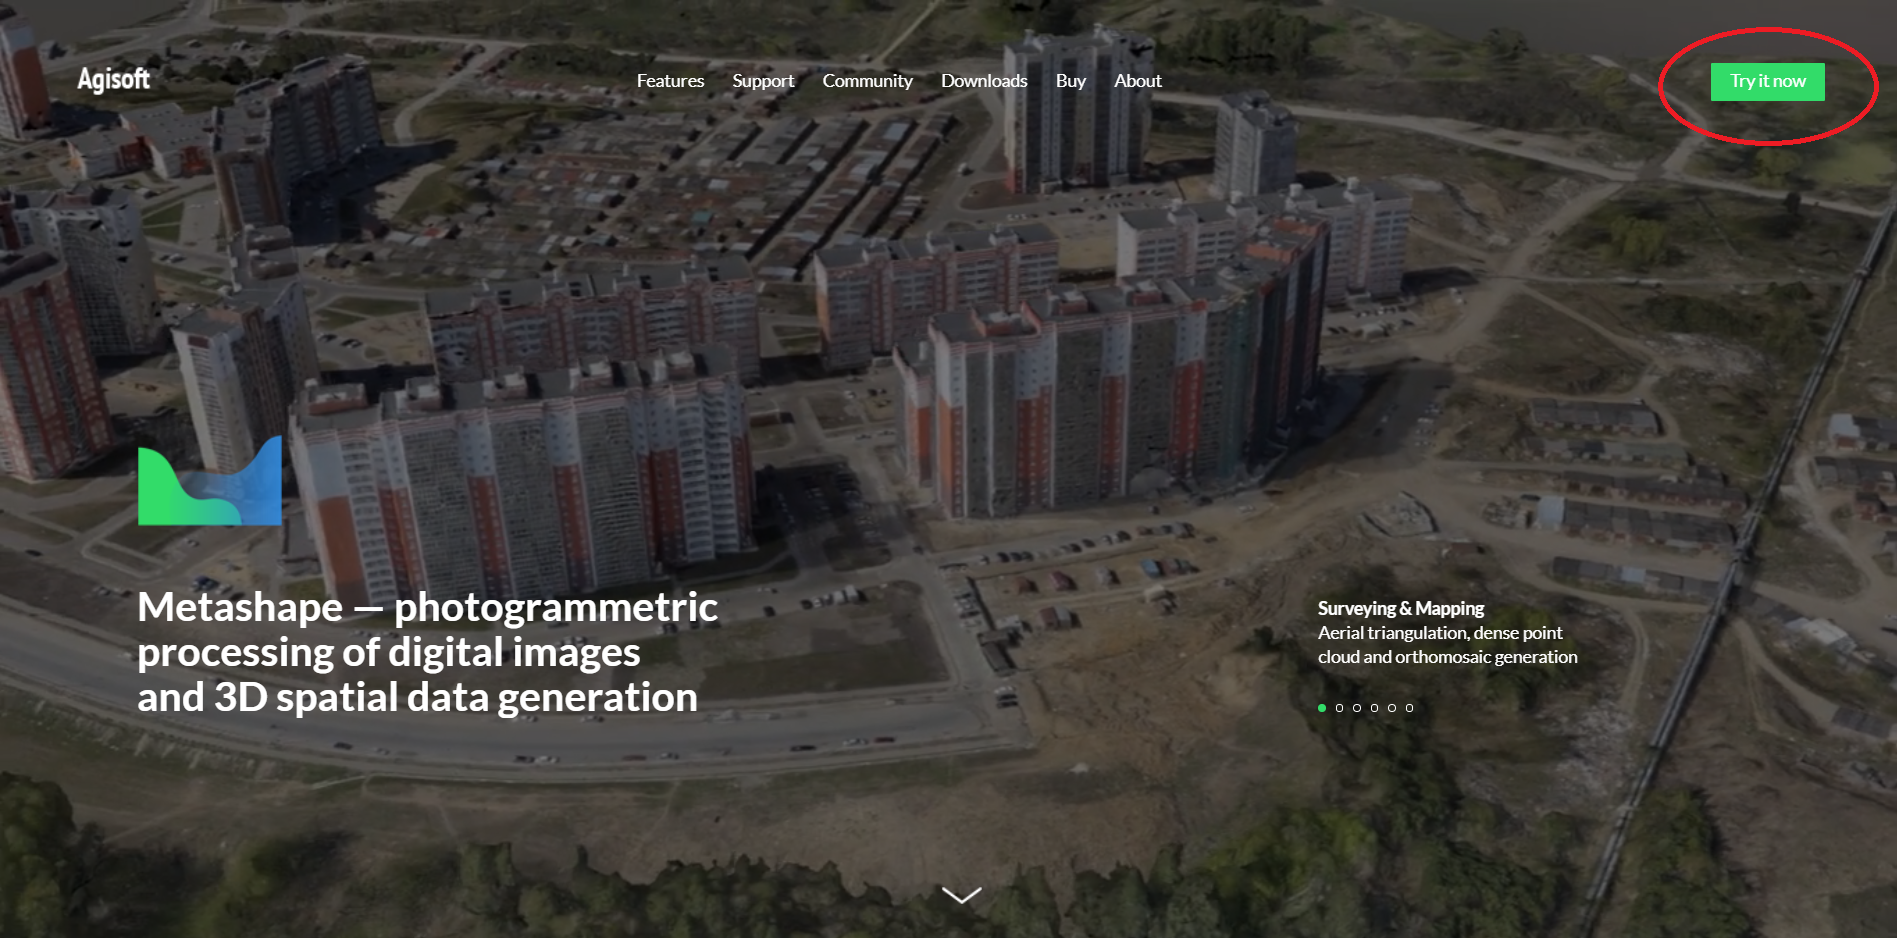 Agisoft
Features Support Community Downloads Buy About
Try it now
Metashape — photogrammetric
processing of digital images
and 3D spatial data generation
Surveying & Mapping
Aerial triangulation, dense point
cloud and orthomosaic generation